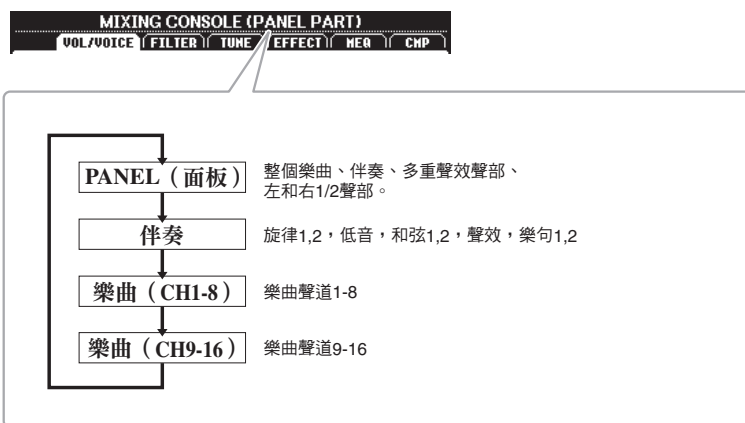 MIXING CONSOLE (PANEL PART)
VOL/VOICE FILTER TUNE EFFECT MEQ CMP
PANEL(面板) 整個樂曲、伴奏、多重聲效聲部、
左和右1/2聲部。
伴奏 旋律1,2,低音,和弦1,2,聲效,樂句1,2
樂曲(CH1-8) 樂曲聲道1-8
樂曲(CH9-16) 樂曲聲道9-16